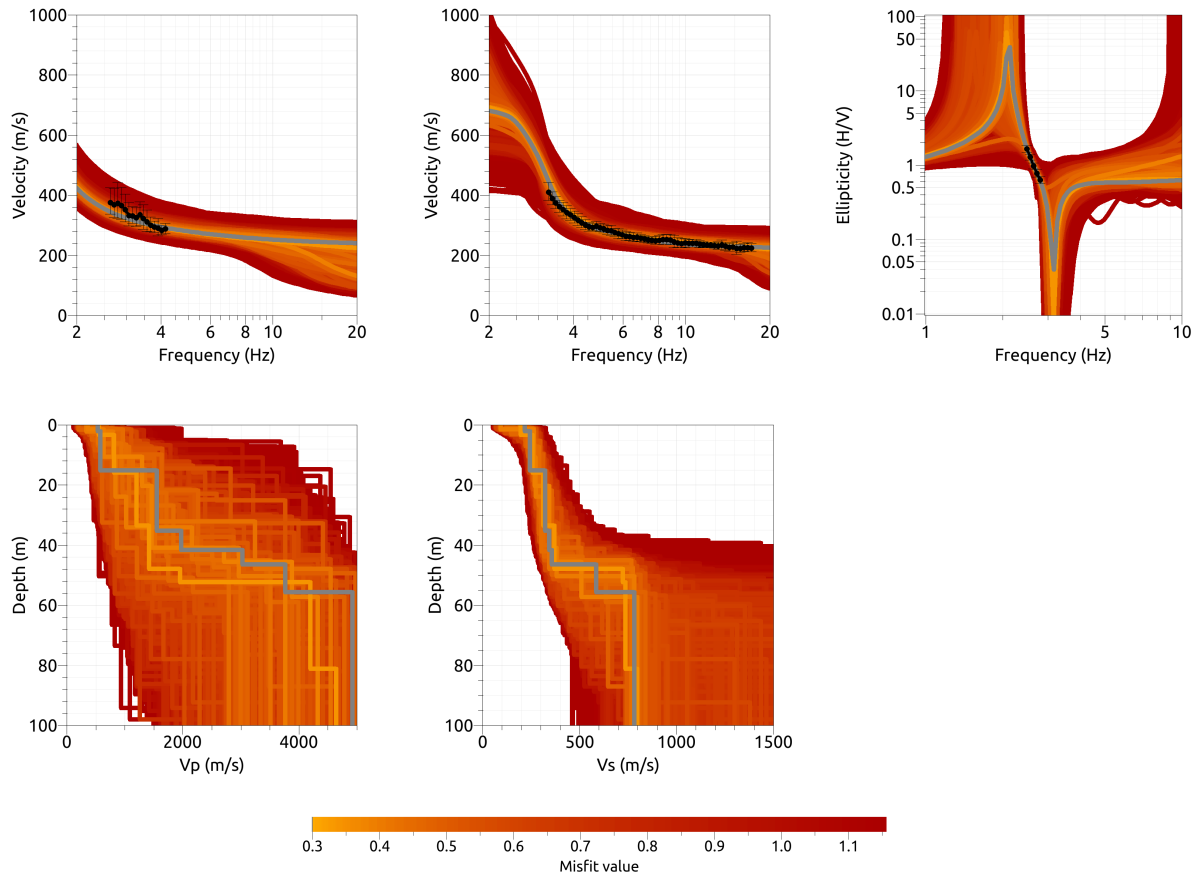 1000
800
600
400
200
0
Velocity (m/s)
2 4 6 8 10 20
Frequency (Hz)
1000
800
600
400
200
0
Velocity (m/s)
2 4 6 8 10 20
Frequency (Hz)
100
50
10
5
1
0.5
0.1
0.05
0.01
Ellipticity (H/V)
1 5 10
Frequency (Hz)
0
20
40
60
80
100
Depth (m)
0 2000 4000
Vp (m/s)
0
20
40
60
80
100
Depth (m)
0 500 1000 1500
Vs (m/s)
0.3 0.4 0.5 0.6 0.7 0.8 0.9 1.0 1.1
Misfit value